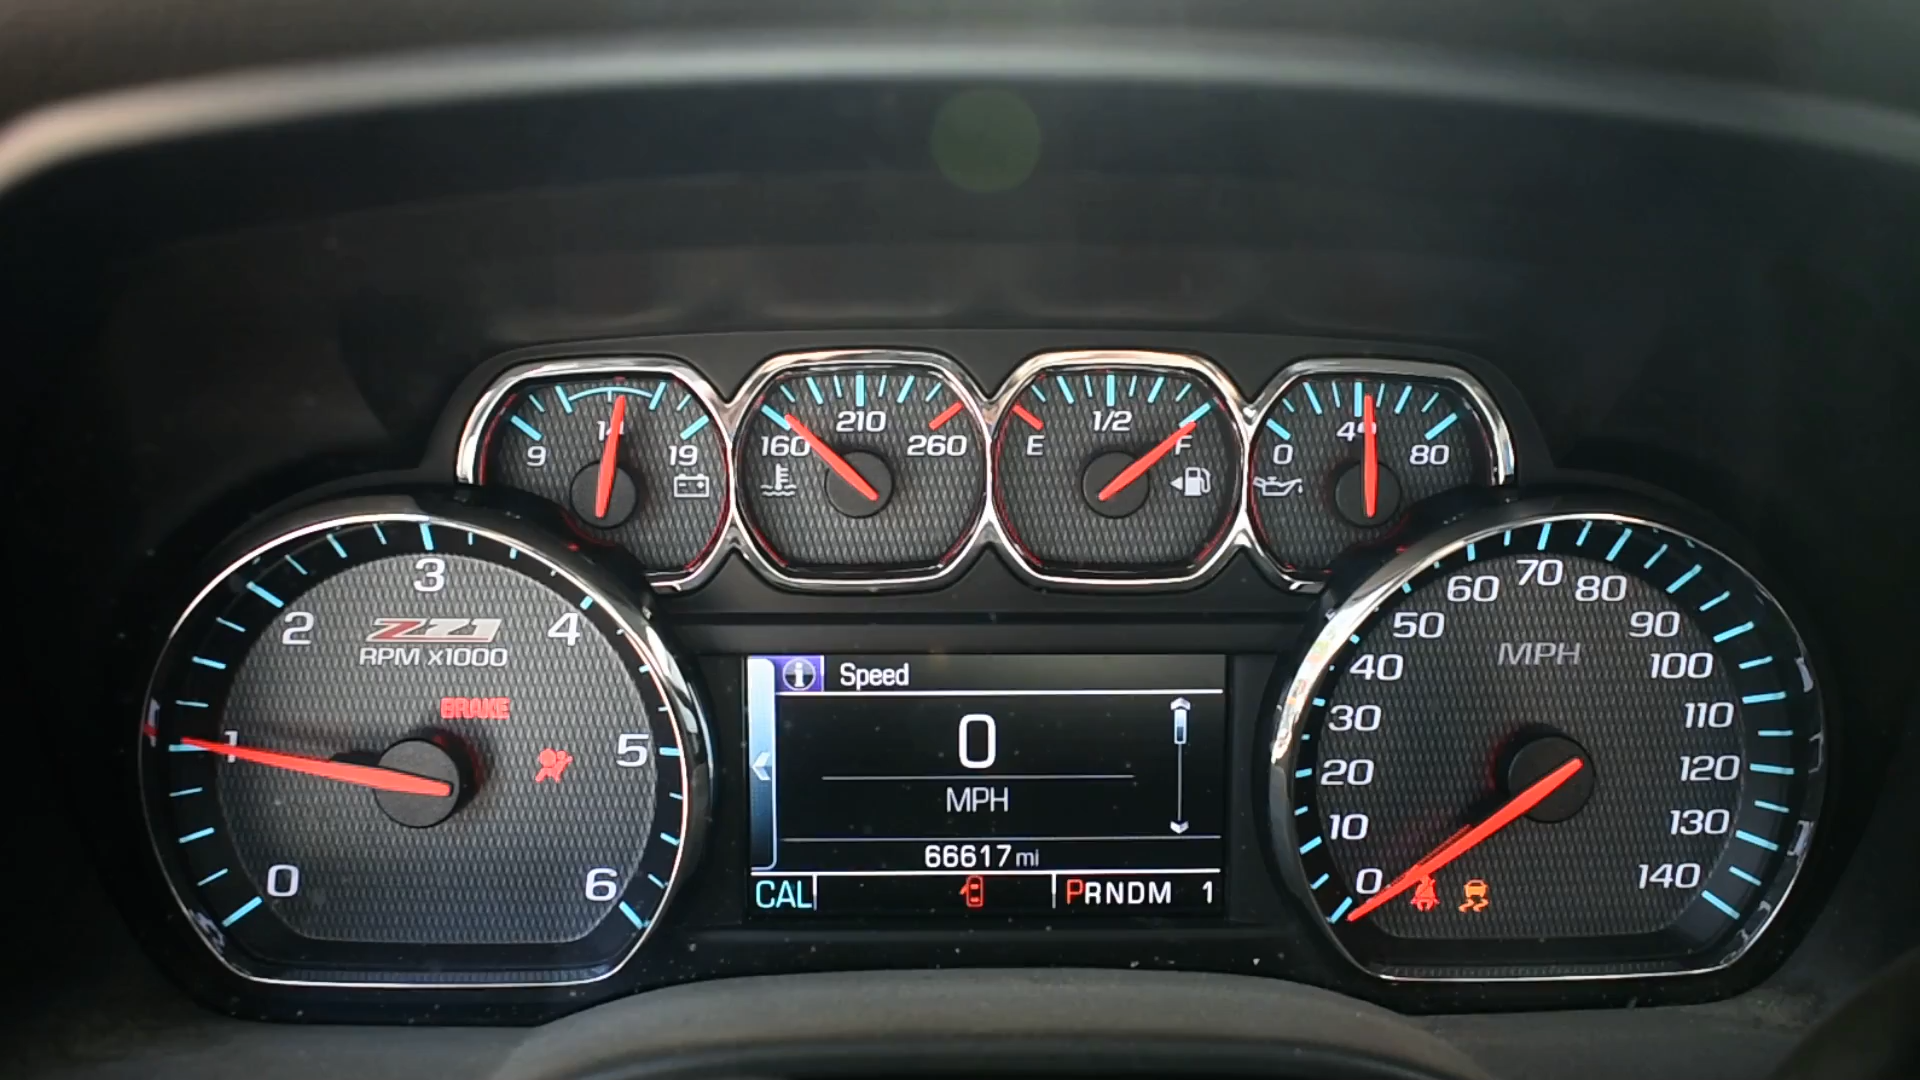 9 14 19
160 210 260
E 1/2 F
0 40 80
0 1 2 3 4 5 6
Z71
RPM X1000
BRAKE
Speed
0
MPH
66617 mi
CAL
PRNDM 1
0 10 20 30 40 50 60 70 80 90 100 110 120 130 140
MPH